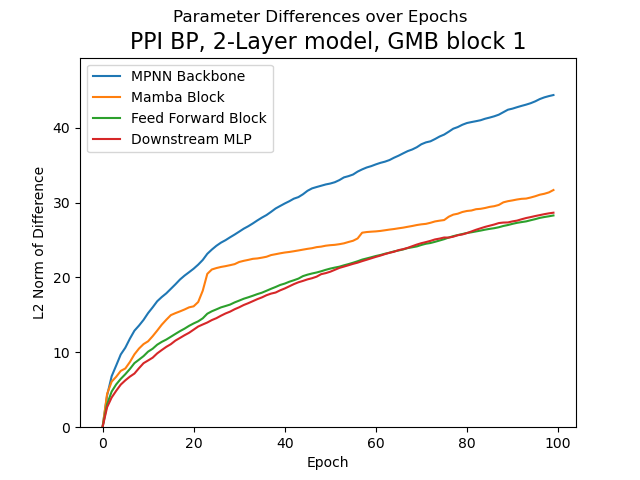 Parameter Differences over Epochs
PPI BP, 2-Layer model, GMB block 1
MPNN Backbone
Mamba Block
Feed Forward Block
Downstream MLP
L2 Norm of Difference
40
30
20
10
0
0 20 40 60 80 100
Epoch